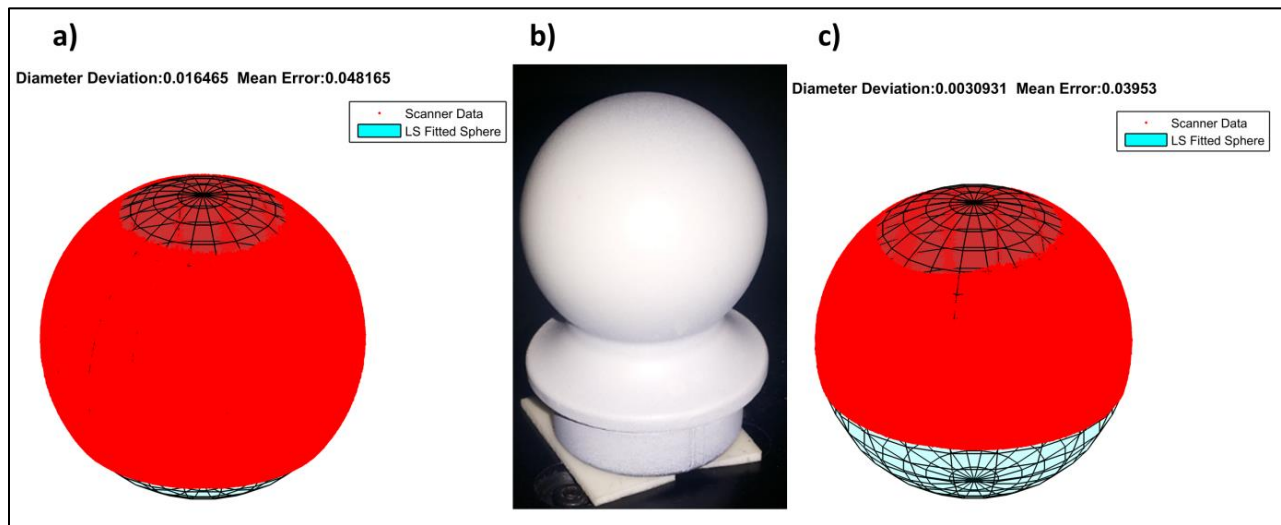 a)
Diameter Deviation:0.016465  Mean Error:0.048165
Scanner Data
LS Fitted Sphere
b)
c)
Diameter Deviation:0.0030931  Mean Error:0.03953
Scanner Data
LS Fitted Sphere